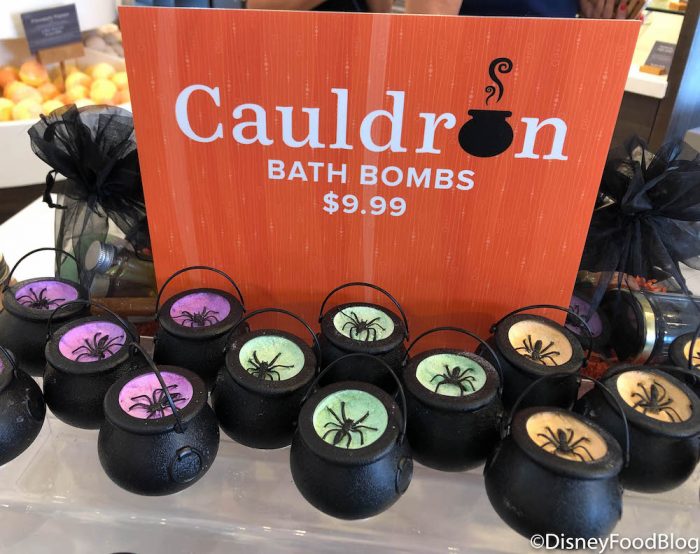 Cauldron
BATH BOMBS
$9.99
©DisneyFoodBlog